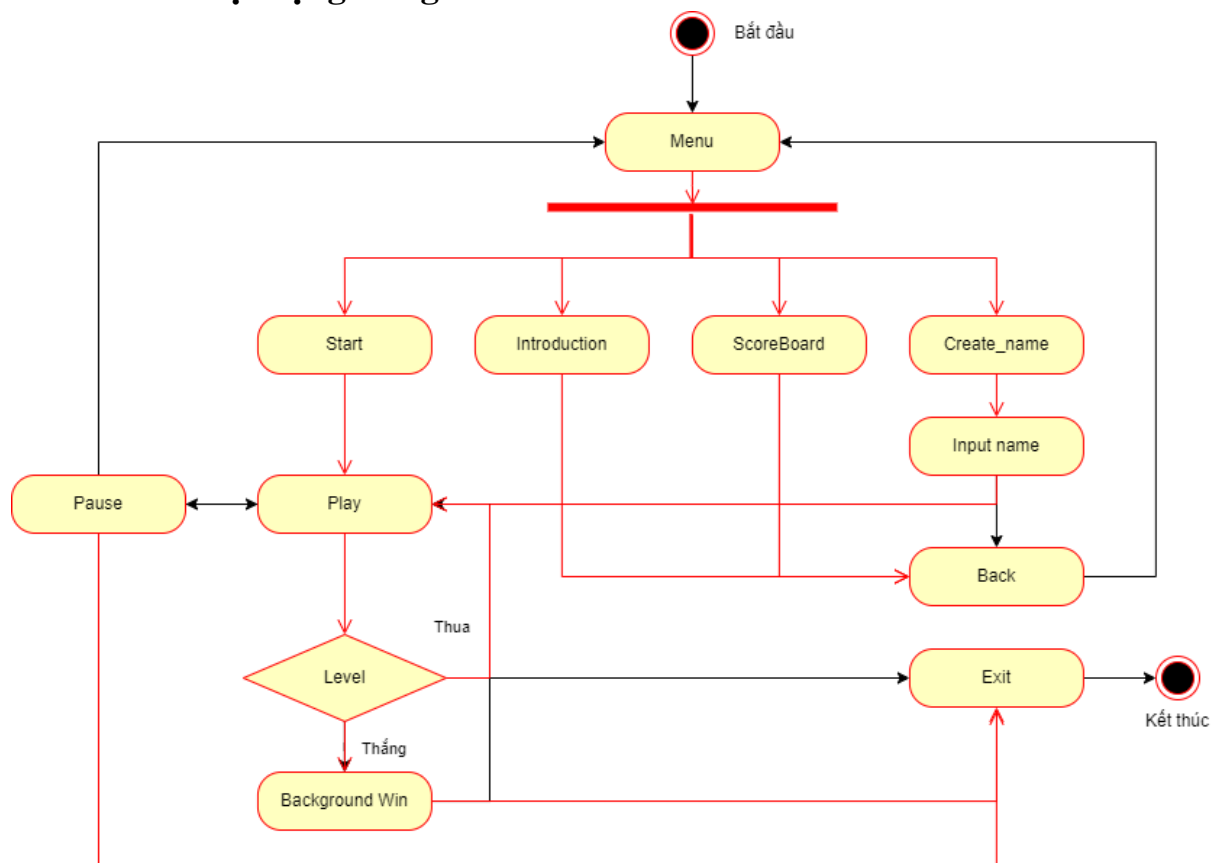 Bắt đầu
Menu
Start
Introduction
ScoreBoard
Create_name
Input name
Pause
Play
Back
Thua
Level
Exit
Kết thúc
Thắng
Background Win